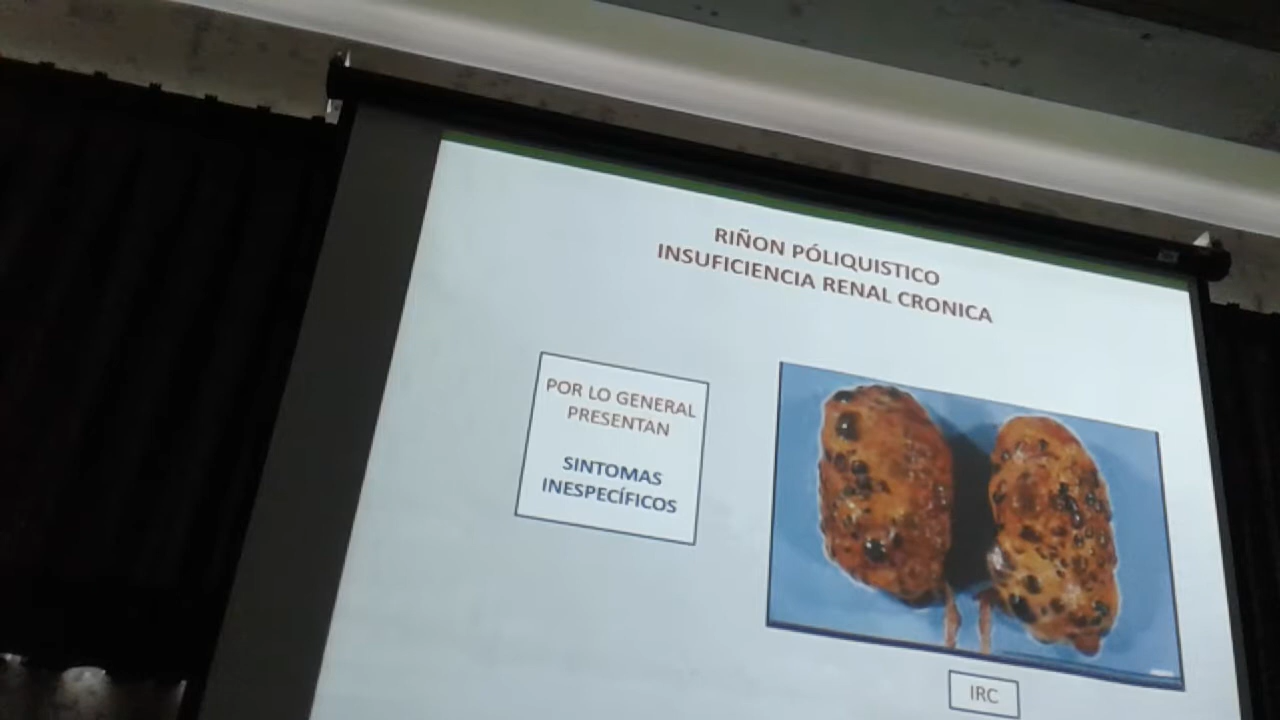 RIÑON PÓLIQUISTICO
INSUFICIENCIA RENAL CRONICA
POR LO GENERAL
PRESENTAN
SINTOMAS
INESPECÍFICOS
IRC